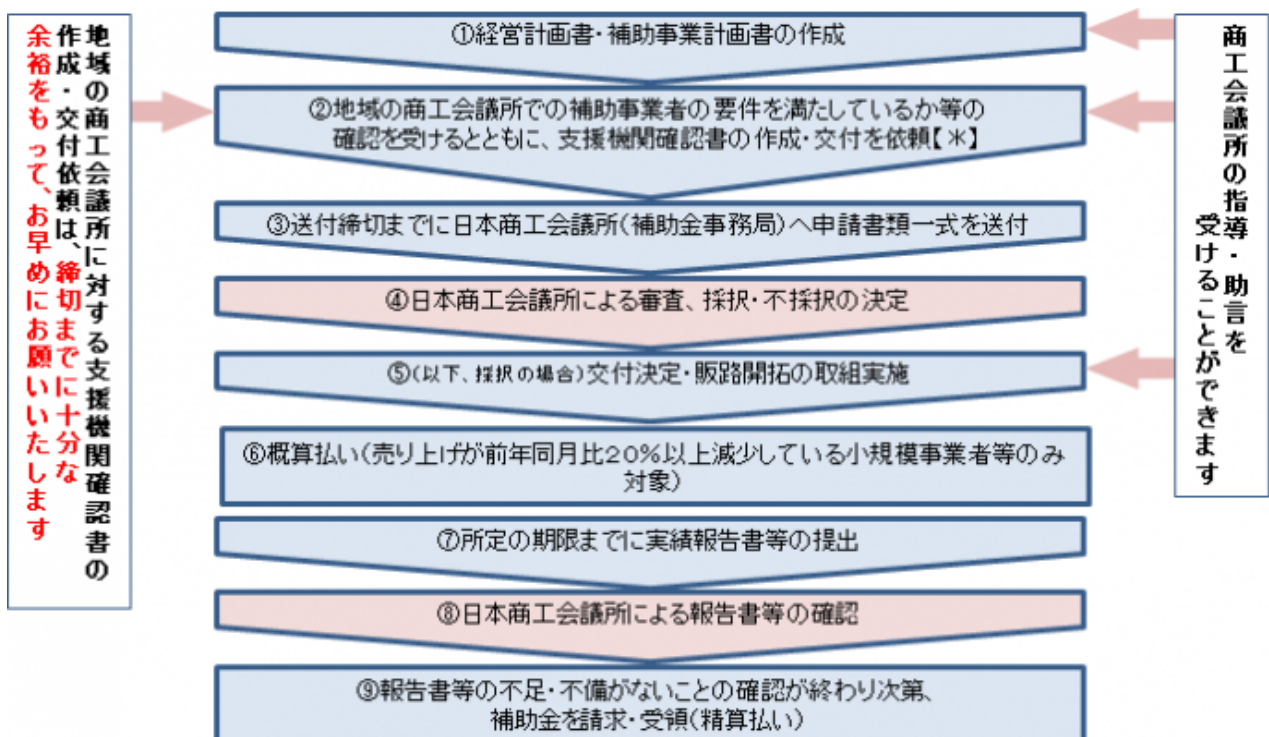 地域の商工会議所に対する支援機関確認書の
作成・交付依頼は、締切までに十分な
余裕をもって、お早めにお願いいたします
①経営計画書・補助事業計画書の作成
②地域の商工会議所での補助事業者の要件を満たしているか等の
確認を受けるとともに、支援機関確認書の作成・交付を依頼【＊】
③送付締切までに日本商工会議所(補助金事務局)へ申請書類一式を送付
④日本商工会議所による審査、採択・不採択の決定
⑤(以下、採択の場合)交付決定・販路開拓の取組実施
⑥概算払い(売り上げが前年同月比20%以上減少している小規模事業者等のみ
対象)
⑦所定の期限までに実績報告書等の提出
⑧日本商工会議所による報告書等の確認
⑨報告書等の不足・不備がないことの確認が終わり次第、
補助金を請求・受領(精算払い)
商工会議所の指導・助言を
受けることができます